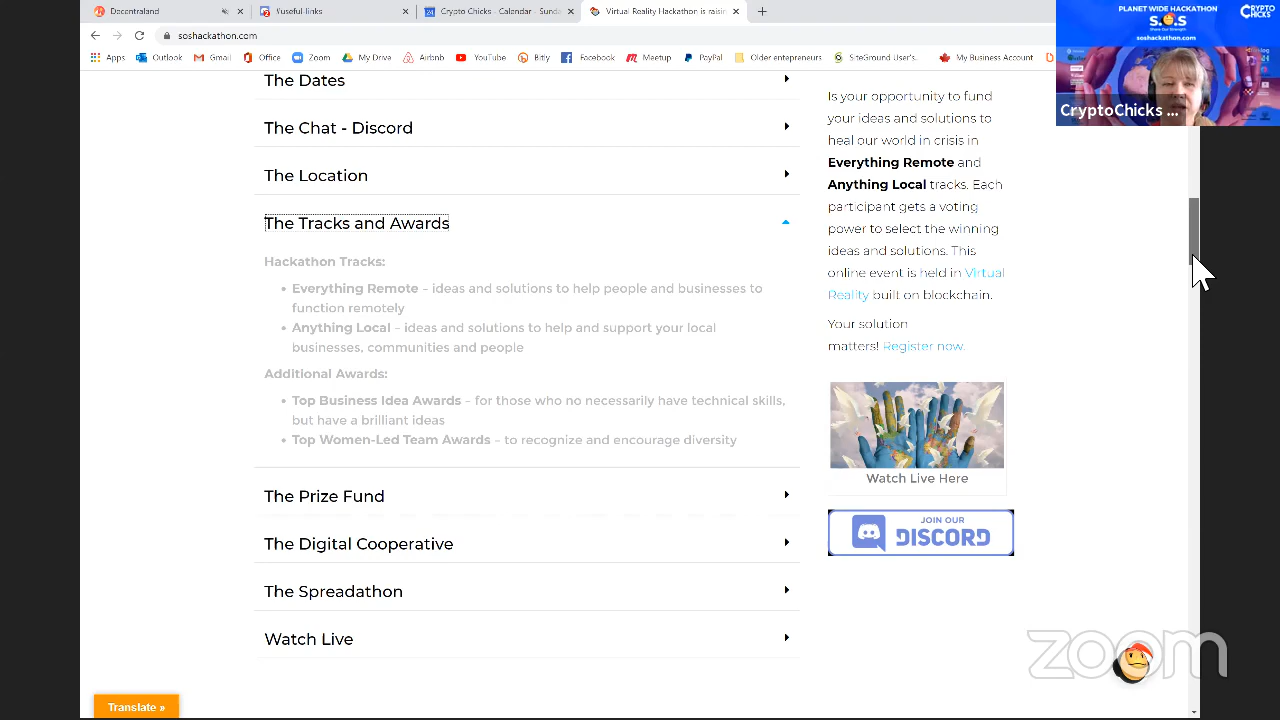 Decentraland
#useful-links
Crypto Chicks - Calendar - Sunda
Virtual Reality Hackathon is raisin
soshackathon.com
Apps
Outlook
Gmail
Office
Zoom
My Drive
Airbnb
YouTube
Bitly
Facebook
Meetup
PayPal
Older entepreneurs
SiteGround User's...
My Business Account
PLANET WIDE HACKATHON
S.O.S
Share Our Strength
soshackathon.com
CRYPTO
CHICKS
CryptoChicks ...
The Dates
The Chat - Discord
The Location
The Tracks and Awards
Hackathon Tracks:
• Everything Remote – ideas and solutions to help people and businesses to
function remotely
• Anything Local – ideas and solutions to help and support your local
businesses, communities and people
Additional Awards:
• Top Business Idea Awards – for those who no necessarily have technical skills,
but have a brilliant ideas
• Top Women-Led Team Awards – to recognize and encourage diversity
The Prize Fund
The Digital Cooperative
The Spreadathon
Watch Live
Is your opportunity to fund
your ideas and solutions to
heal our world in crisis in
Everything Remote and
Anything Local tracks. Each
participant gets a voting
power to select the winning
ideas and solutions. This
online event is held in Virtual
Reality built on blockchain.
Your solution
matters! Register now.
Watch Live Here
JOIN OUR
DISCORD
Translate »
zoom